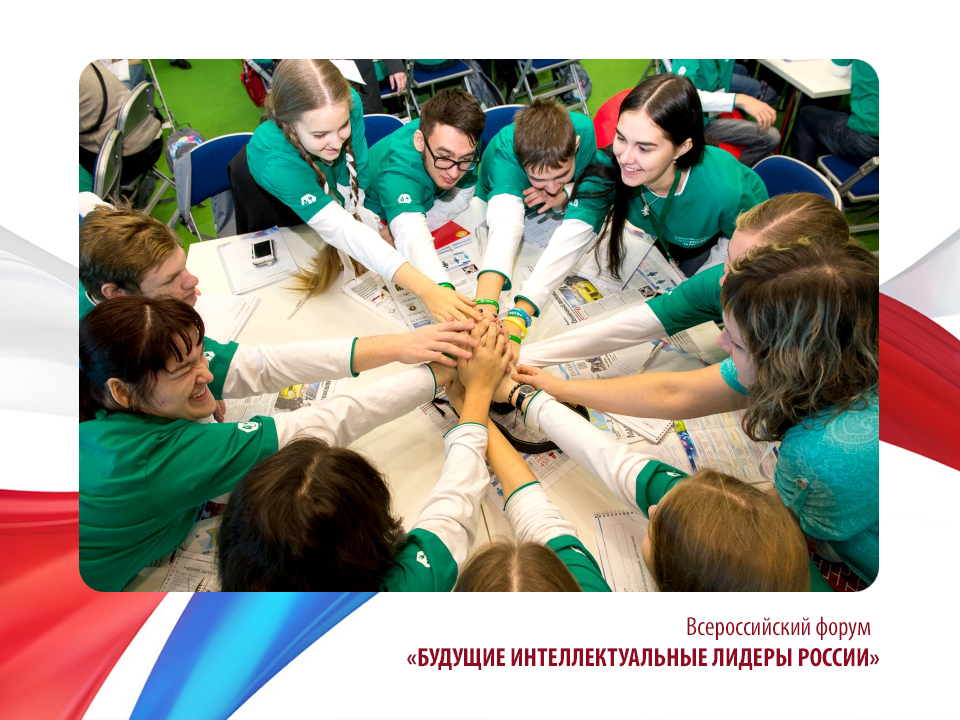 Всероссийский форум
«БУДУЩИЕ ИНТЕЛЛЕКТУАЛЬНЫЕ ЛИДЕРЫ РОССИИ»